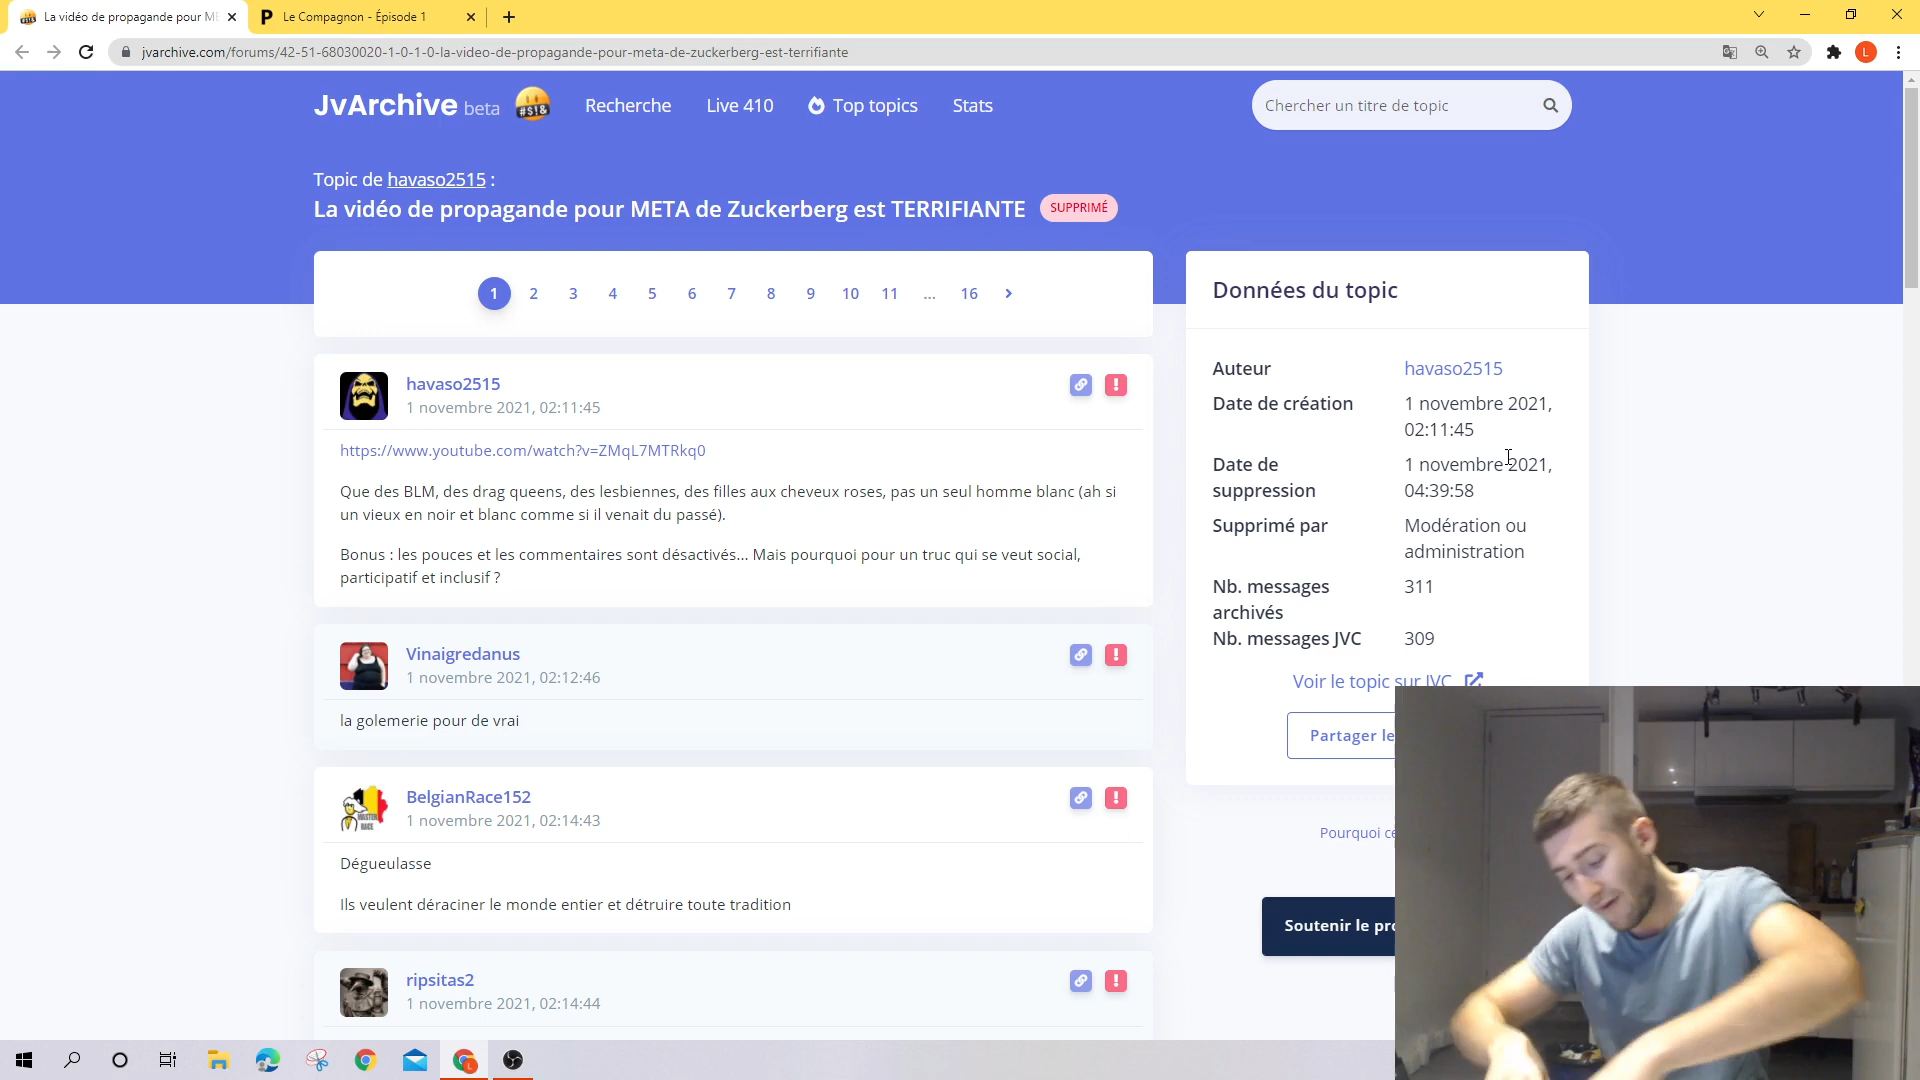 La vidéo de propagande pour ME
Le Compagnon - Épisode 1
jvarchive.com/forums/42-51-68030020-1-0-1-0-la-video-de-propagande-pour-meta-de-zuckerberg-est-terrifiante
L
JvArchive beta
#$!&
Recherche
Live 410
Top topics
Stats
Chercher un titre de topic
Topic de havaso2515 :
La vidéo de propagande pour META de Zuckerberg est TERRIFIANTE SUPPRIMÉ
1 2 3 4 5 6 7 8 9 10 11 ... 16
havaso2515
1 novembre 2021, 02:11:45
https://www.youtube.com/watch?v=ZMqL7MTRkq0
Que des BLM, des drag queens, des lesbiennes, des filles aux cheveux roses, pas un seul homme blanc (ah si
un vieux en noir et blanc comme si il venait du passé).
Bonus : les pouces et les commentaires sont désactivés... Mais pourquoi pour un truc qui se veut social,
participatif et inclusif ?
Vinaigredanus
1 novembre 2021, 02:12:46
la golemerie pour de vrai
BelgianRace152
1 novembre 2021, 02:14:43
MASTER
RACE
Dégueulasse
Ils veulent déraciner le monde entier et détruire toute tradition
ripsitas2
1 novembre 2021, 02:14:44
Données du topic
Auteur havaso2515
Date de création 1 novembre 2021,
02:11:45
Date de 1 novembre 2021,
suppression 04:39:58
Supprimé par Modération ou
administration
Nb. messages 311
archivés
Nb. messages JVC 309
Voir le topic sur JVC
Partager le
Pourquoi ce
Soutenir le pro